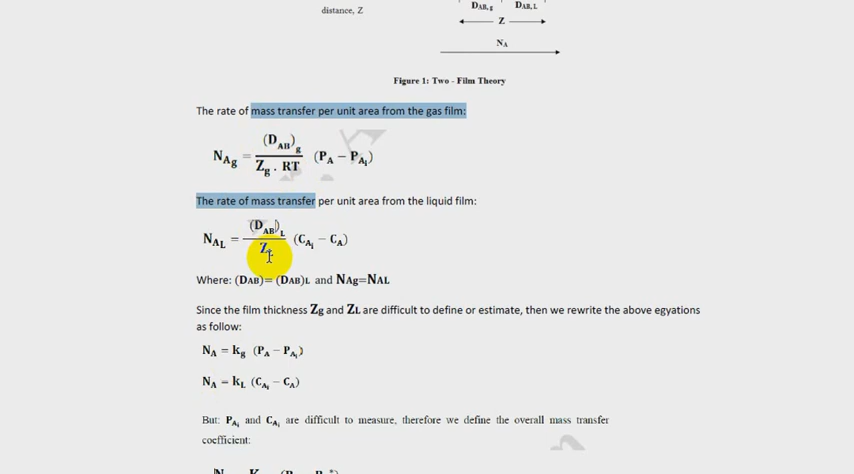 distance, Z
DAB,g DAB,L
Z
NA
Figure 1: Two - Film Theory
The rate of mass transfer per unit area from the gas film:
NAg = (DAB)g / Zg . RT (PA − PAi)
The rate of mass transfer per unit area from the liquid film:
NAL = (DAB)L / ZL (CAi − CA)
Where: (DAB)= (DAB)L and NAg=NAL
Since the film thickness Zg and ZL are difficult to define or estimate, then we rewrite the above egyations
as follow:
NA = kg (PA − PAi)
NA = kL (CAi − CA)
But: PAi and CAi are difficult to measure, therefore we define the overall mass transfer
coefficient: